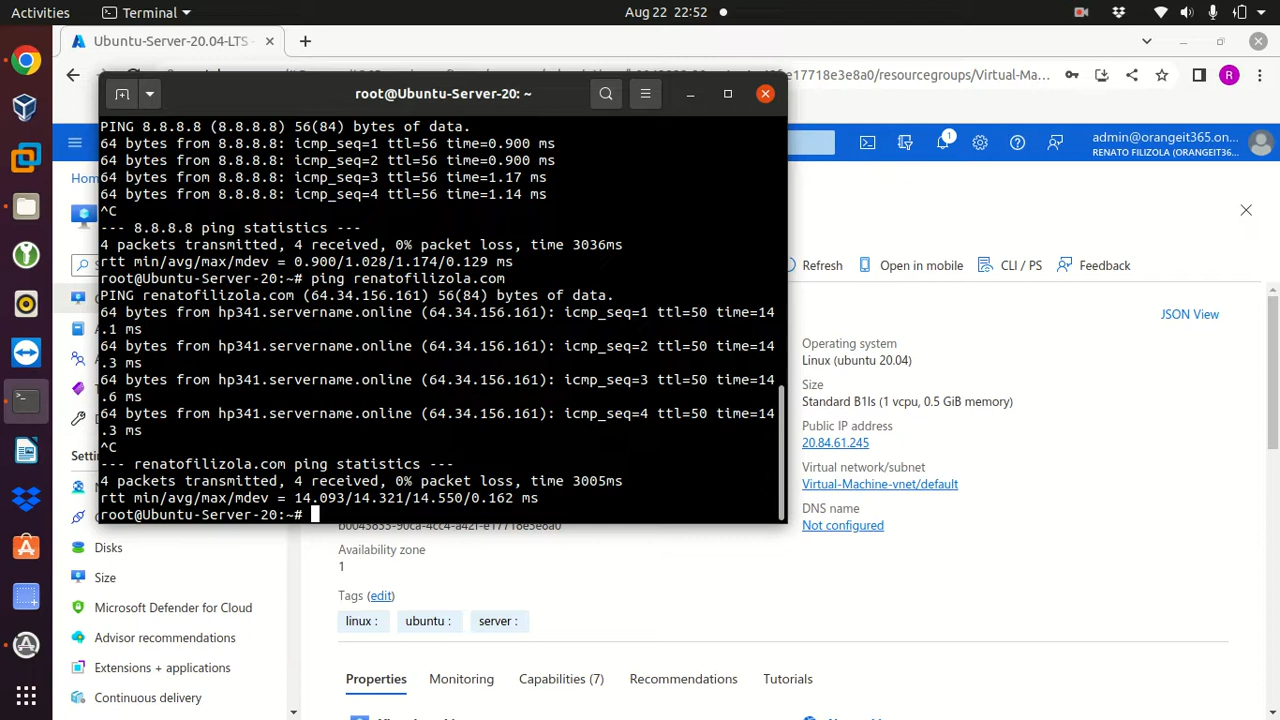 Activities
Terminal
Aug 22 22:52
Ubuntu-Server-20.04-LTS
e17718e3e8a0/resourcegroups/Virtual-Ma...
R
root@Ubuntu-Server-20: ~
1
admin@orangeit365.on...
RENATO FILIZOLA (ORANGEIT365.ON...
Hom
PING 8.8.8.8 (8.8.8.8) 56(84) bytes of data.
64 bytes from 8.8.8.8: icmp_seq=1 ttl=56 time=0.900 ms
64 bytes from 8.8.8.8: icmp_seq=2 ttl=56 time=0.900 ms
64 bytes from 8.8.8.8: icmp_seq=3 ttl=56 time=1.17 ms
64 bytes from 8.8.8.8: icmp_seq=4 ttl=56 time=1.14 ms
^C
--- 8.8.8.8 ping statistics ---
4 packets transmitted, 4 received, 0% packet loss, time 3036ms
rtt min/avg/max/mdev = 0.900/1.028/1.174/0.129 ms
root@Ubuntu-Server-20:~# ping renatofilizola.com
PING renatofilizola.com (64.34.156.161) 56(84) bytes of data.
64 bytes from hp341.servername.online (64.34.156.161): icmp_seq=1 ttl=50 time=14
.1 ms
64 bytes from hp341.servername.online (64.34.156.161): icmp_seq=2 ttl=50 time=14
.3 ms
64 bytes from hp341.servername.online (64.34.156.161): icmp_seq=3 ttl=50 time=14
.6 ms
64 bytes from hp341.servername.online (64.34.156.161): icmp_seq=4 ttl=50 time=14
.3 ms
^C
--- renatofilizola.com ping statistics ---
4 packets transmitted, 4 received, 0% packet loss, time 3005ms
rtt min/avg/max/mdev = 14.093/14.321/14.550/0.162 ms
root@Ubuntu-Server-20:~#
Refresh
Open in mobile
CLI / PS
Feedback
JSON View
Operating system
Linux (ubuntu 20.04)
Size
Standard B1ls (1 vcpu, 0.5 GiB memory)
Public IP address
20.84.61.245
Virtual network/subnet
Virtual-Machine-vnet/default
DNS name
Not configured
Availability zone
1
Tags (edit)
linux :
ubuntu :
server :
Setti
Disks
Size
Microsoft Defender for Cloud
Advisor recommendations
Extensions + applications
Continuous delivery
Properties
Monitoring
Capabilities (7)
Recommendations
Tutorials